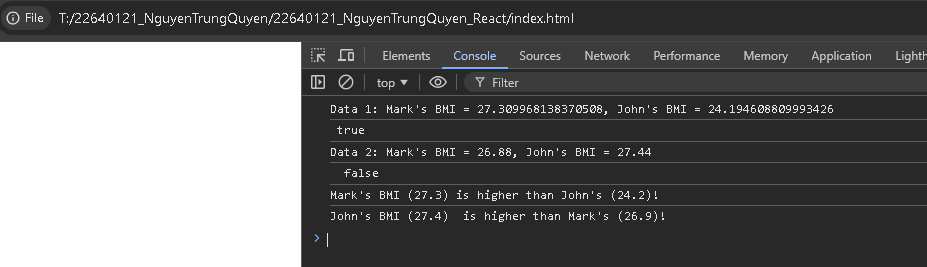 File T:/22640121_NguyenTrungQuyen/22640121_NguyenTrungQuyen_React/index.html
Elements Console Sources Network Performance Memory Application Lighth
top Filter
Data 1: Mark's BMI = 27.309968138370508, John's BMI = 24.194608809993426
true
Data 2: Mark's BMI = 26.88, John's BMI = 27.44
false
Mark's BMI (27.3) is higher than John's (24.2)!
John's BMI (27.4)  is higher than Mark's (26.9)!